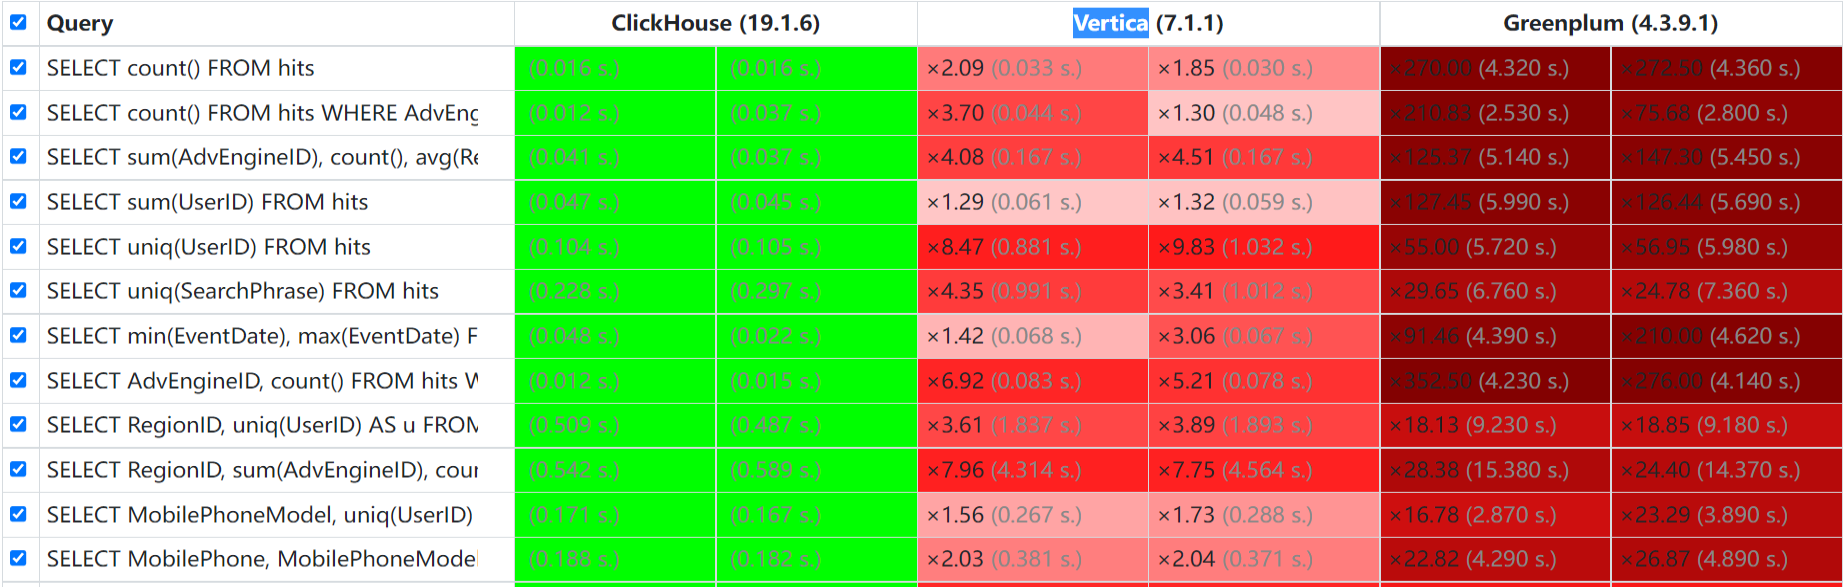 Query ClickHouse (19.1.6) Vertica (7.1.1) Greenplum (4.3.9.1)
SELECT count() FROM hits (0.016 s.) (0.016 s.) ×2.09 (0.033 s.) ×1.85 (0.030 s.) ×270.00 (4.320 s.) ×272.50 (4.360 s.)
SELECT count() FROM hits WHERE AdvEng (0.012 s.) (0.037 s.) ×3.70 (0.044 s.) ×1.30 (0.048 s.) ×210.83 (2.530 s.) ×75.68 (2.800 s.)
SELECT sum(AdvEngineID), count(), avg(Re (0.041 s.) (0.037 s.) ×4.08 (0.167 s.) ×4.51 (0.167 s.) ×125.37 (5.140 s.) ×147.30 (5.450 s.)
SELECT sum(UserID) FROM hits (0.047 s.) (0.045 s.) ×1.29 (0.061 s.) ×1.32 (0.059 s.) ×127.45 (5.990 s.) ×126.44 (5.690 s.)
SELECT uniq(UserID) FROM hits (0.104 s.) (0.105 s.) ×8.47 (0.881 s.) ×9.83 (1.032 s.) ×55.00 (5.720 s.) ×56.95 (5.980 s.)
SELECT uniq(SearchPhrase) FROM hits (0.228 s.) (0.297 s.) ×4.35 (0.991 s.) ×3.41 (1.012 s.) ×29.65 (6.760 s.) ×24.78 (7.360 s.)
SELECT min(EventDate), max(EventDate) F (0.048 s.) (0.022 s.) ×1.42 (0.068 s.) ×3.06 (0.067 s.) ×91.46 (4.390 s.) ×210.00 (4.620 s.)
SELECT AdvEngineID, count() FROM hits W (0.012 s.) (0.015 s.) ×6.92 (0.083 s.) ×5.21 (0.078 s.) ×352.50 (4.230 s.) ×276.00 (4.140 s.)
SELECT RegionID, uniq(UserID) AS u FROM (0.509 s.) (0.487 s.) ×3.61 (1.837 s.) ×3.89 (1.893 s.) ×18.13 (9.230 s.) ×18.85 (9.180 s.)
SELECT RegionID, sum(AdvEngineID), cour (0.542 s.) (0.589 s.) ×7.96 (4.314 s.) ×7.75 (4.564 s.) ×28.38 (15.380 s.) ×24.40 (14.370 s.)
SELECT MobilePhoneModel, uniq(UserID) (0.171 s.) (0.167 s.) ×1.56 (0.267 s.) ×1.73 (0.288 s.) ×16.78 (2.870 s.) ×23.29 (3.890 s.)
SELECT MobilePhone, MobilePhoneModel (0.188 s.) (0.182 s.) ×2.03 (0.381 s.) ×2.04 (0.371 s.) ×22.82 (4.290 s.) ×26.87 (4.890 s.)